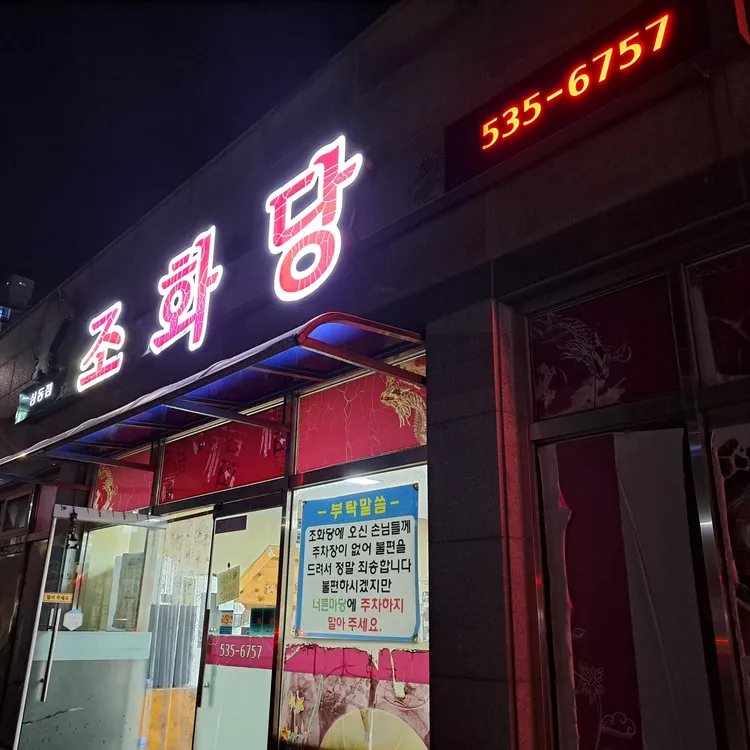 535-6757
조화당
상동점
- 부탁말씀 -
조화당에 오신 손님들께
주차장이 없어 불편을
드려서 정말 죄송합니다
불편하시겠지만
너른마당에 주차하지
말아 주세요.
535-6757